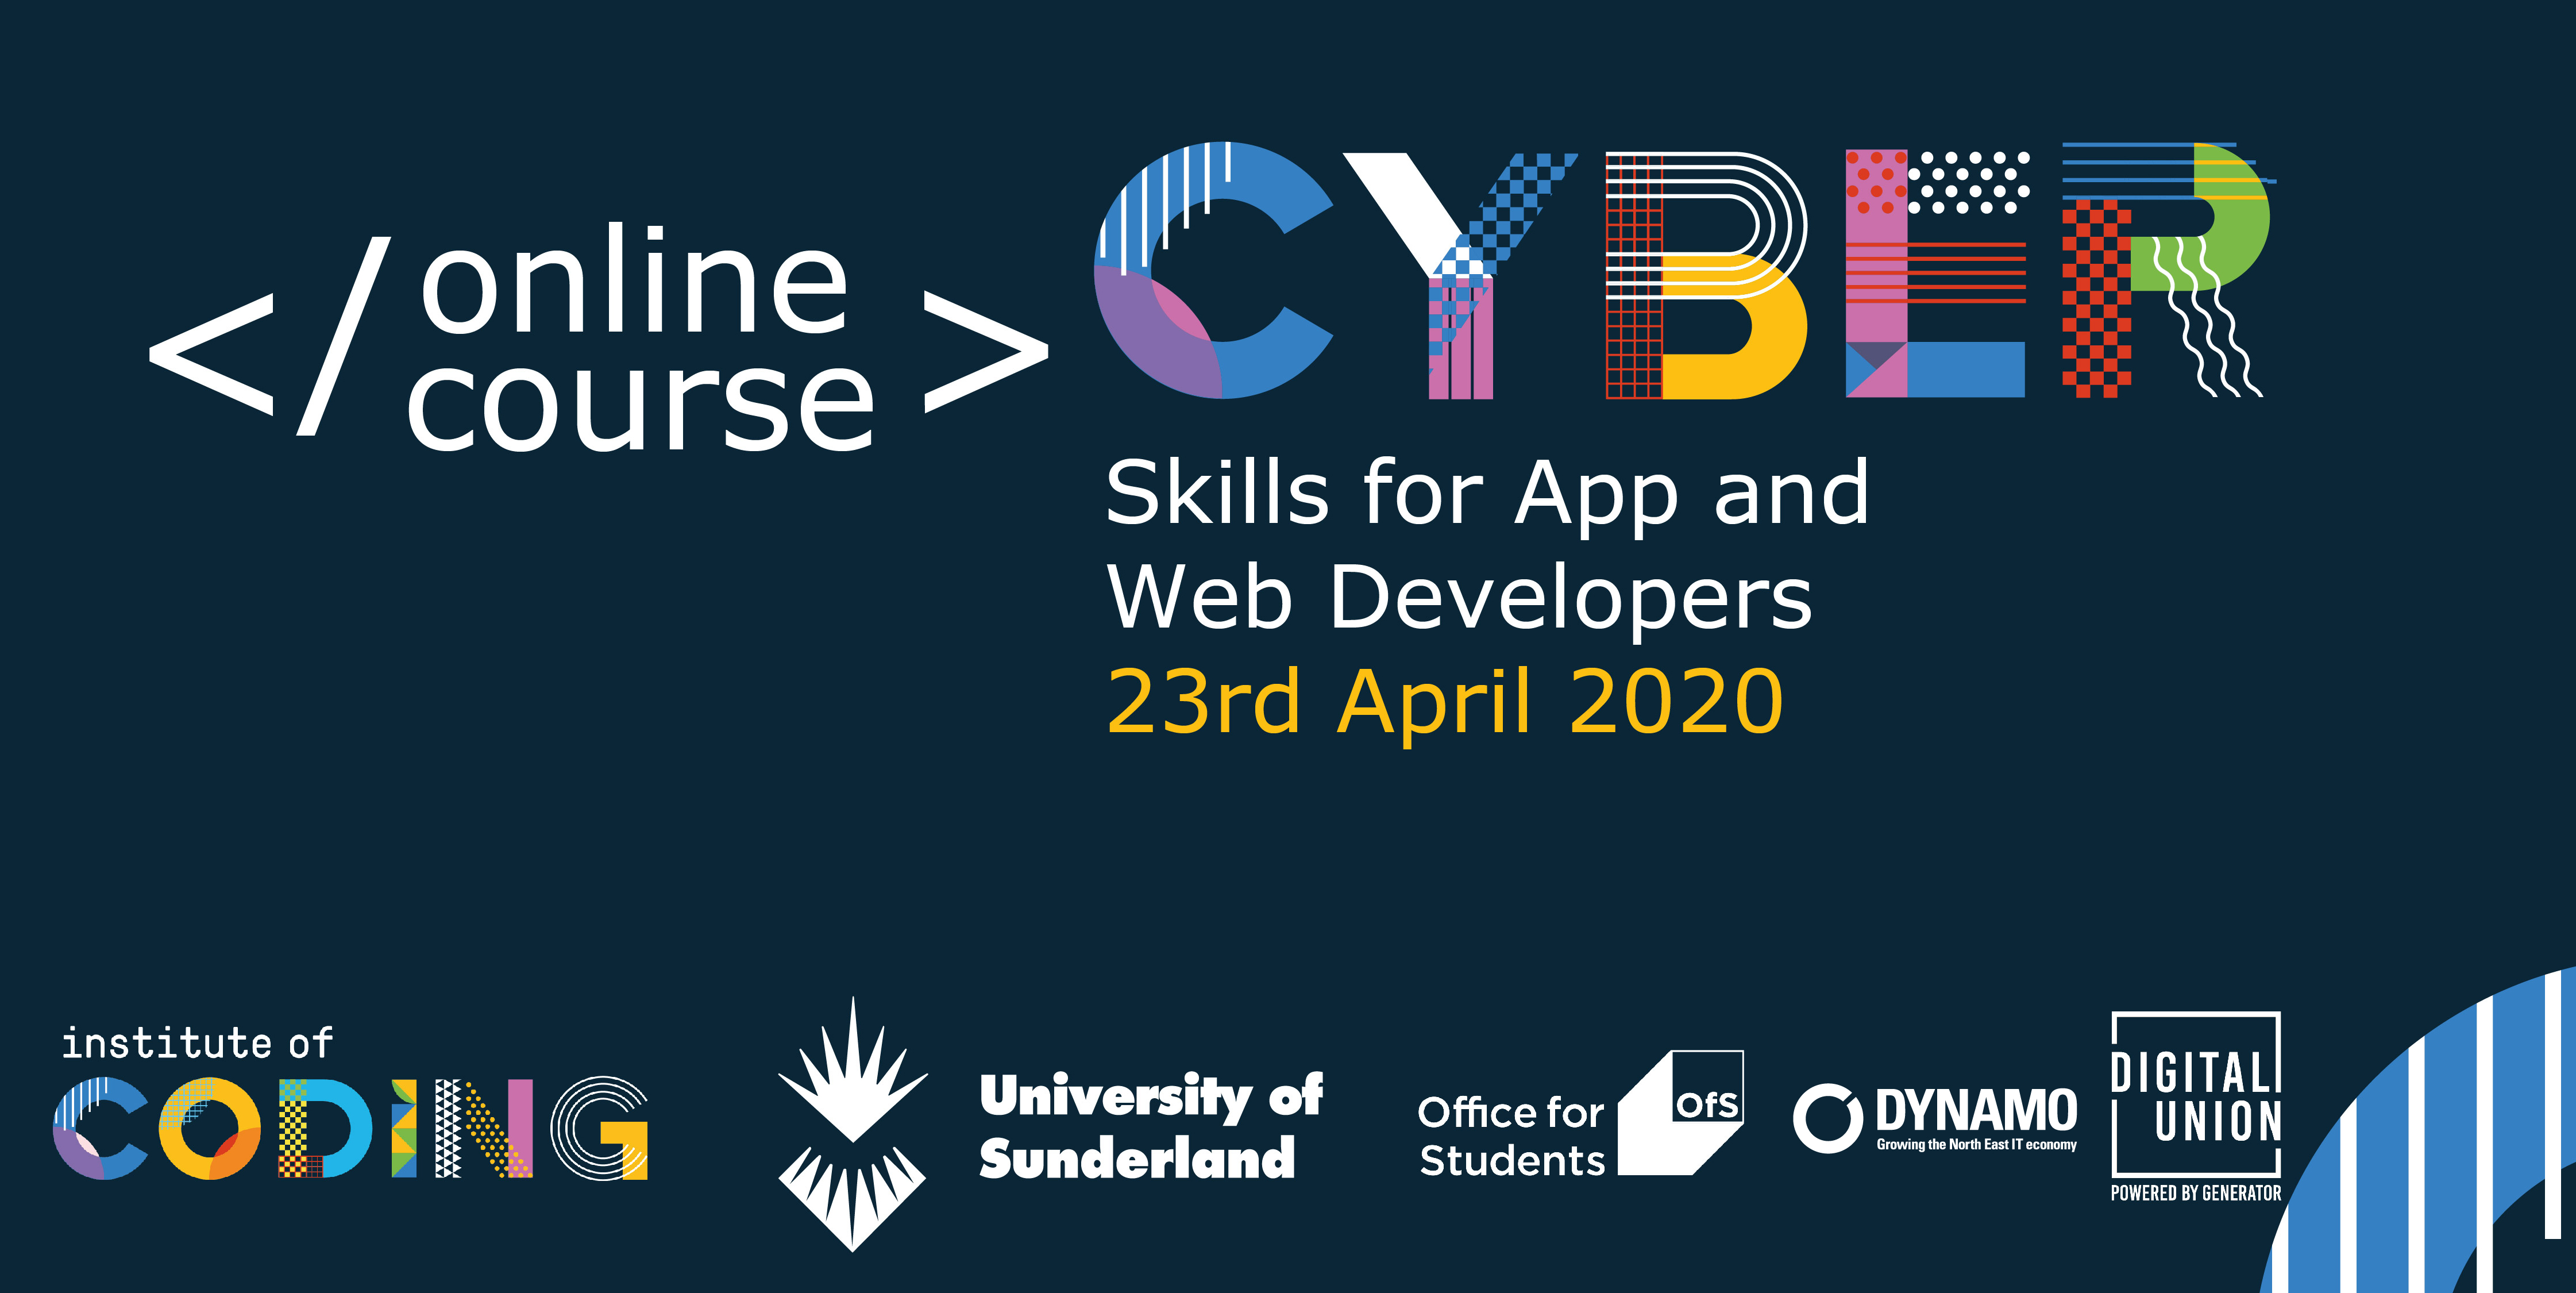 </ online
course >
CYBER
Skills for App and
Web Developers
23rd April 2020
institute of
CODING
University of
Sunderland
Office for
Students
OfS
DYNAMO
Growing the North East IT economy
DIGITAL
UNION
POWERED BY GENERATOR